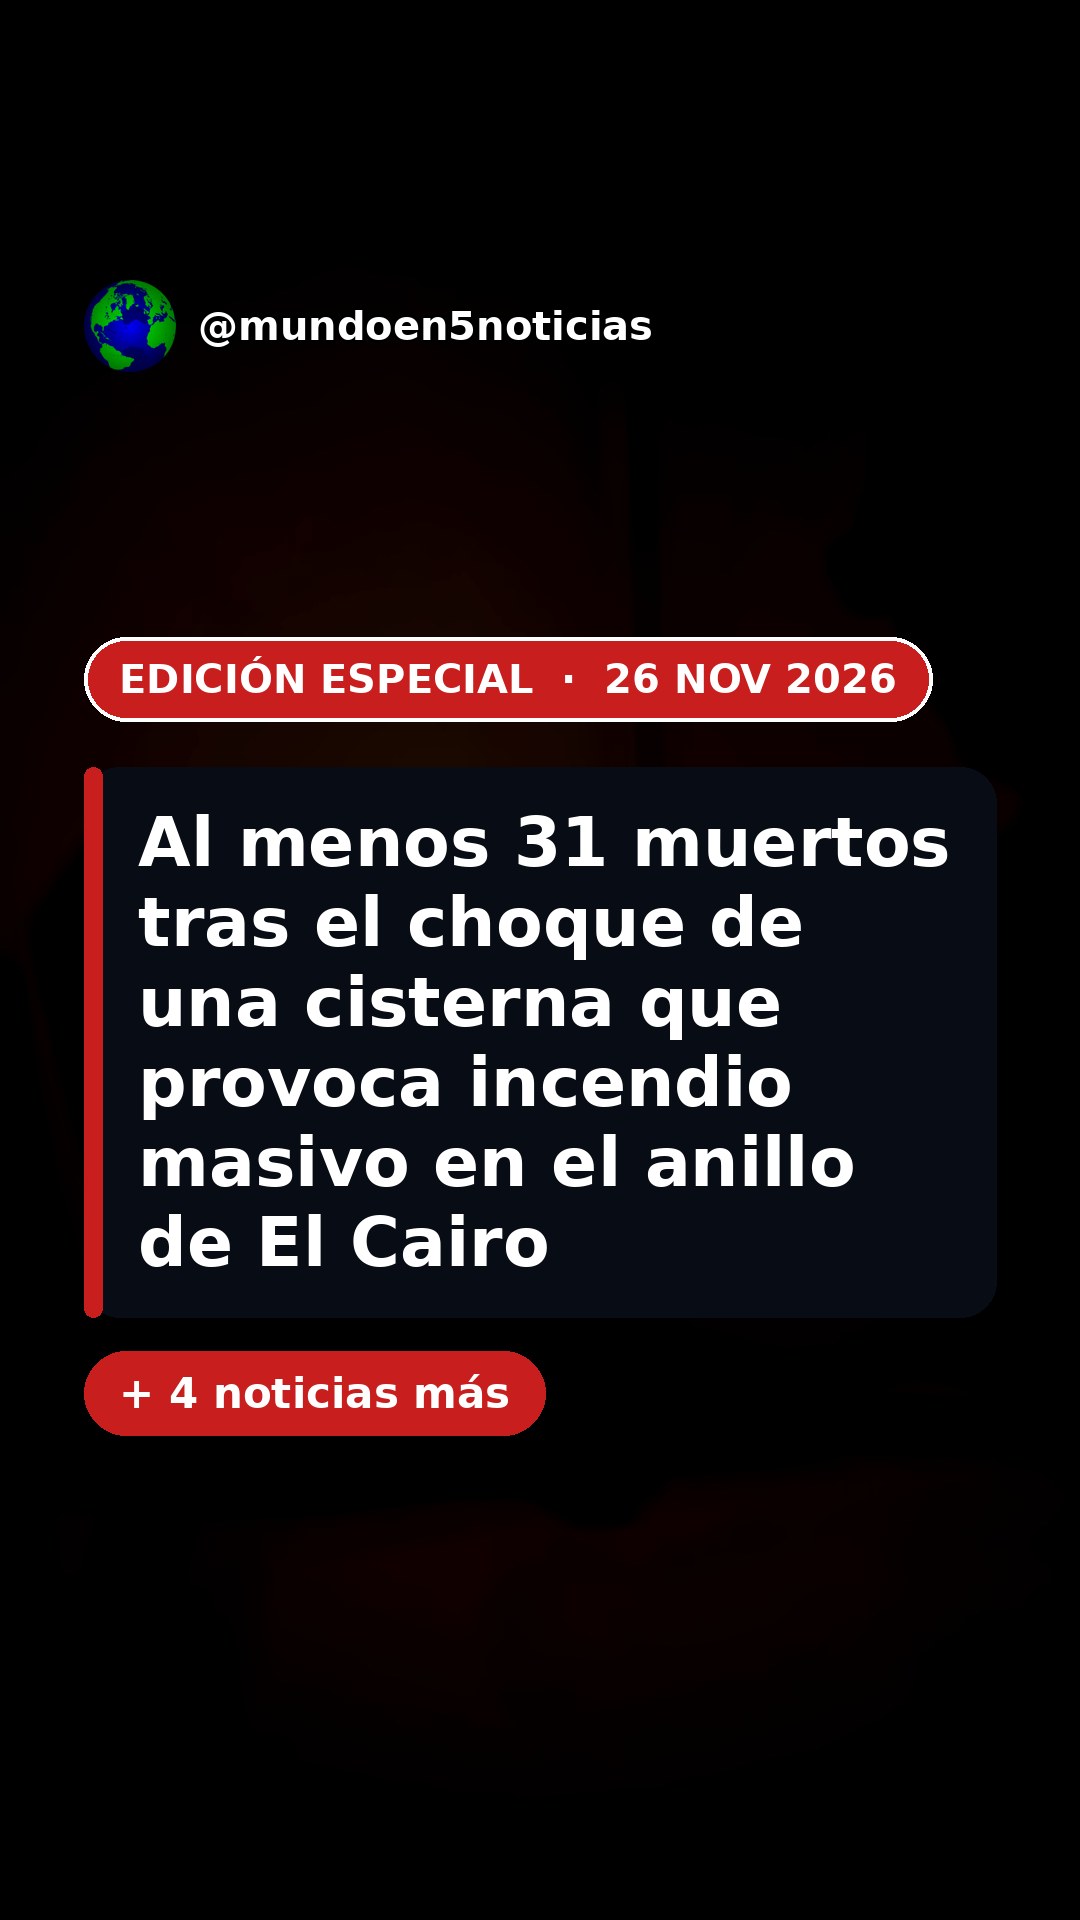 @mundoen5noticias
EDICIÓN ESPECIAL · 26 NOV 2026
Al menos 31 muertos
tras el choque de
una cisterna que
provoca incendio
masivo en el anillo
de El Cairo
+ 4 noticias más